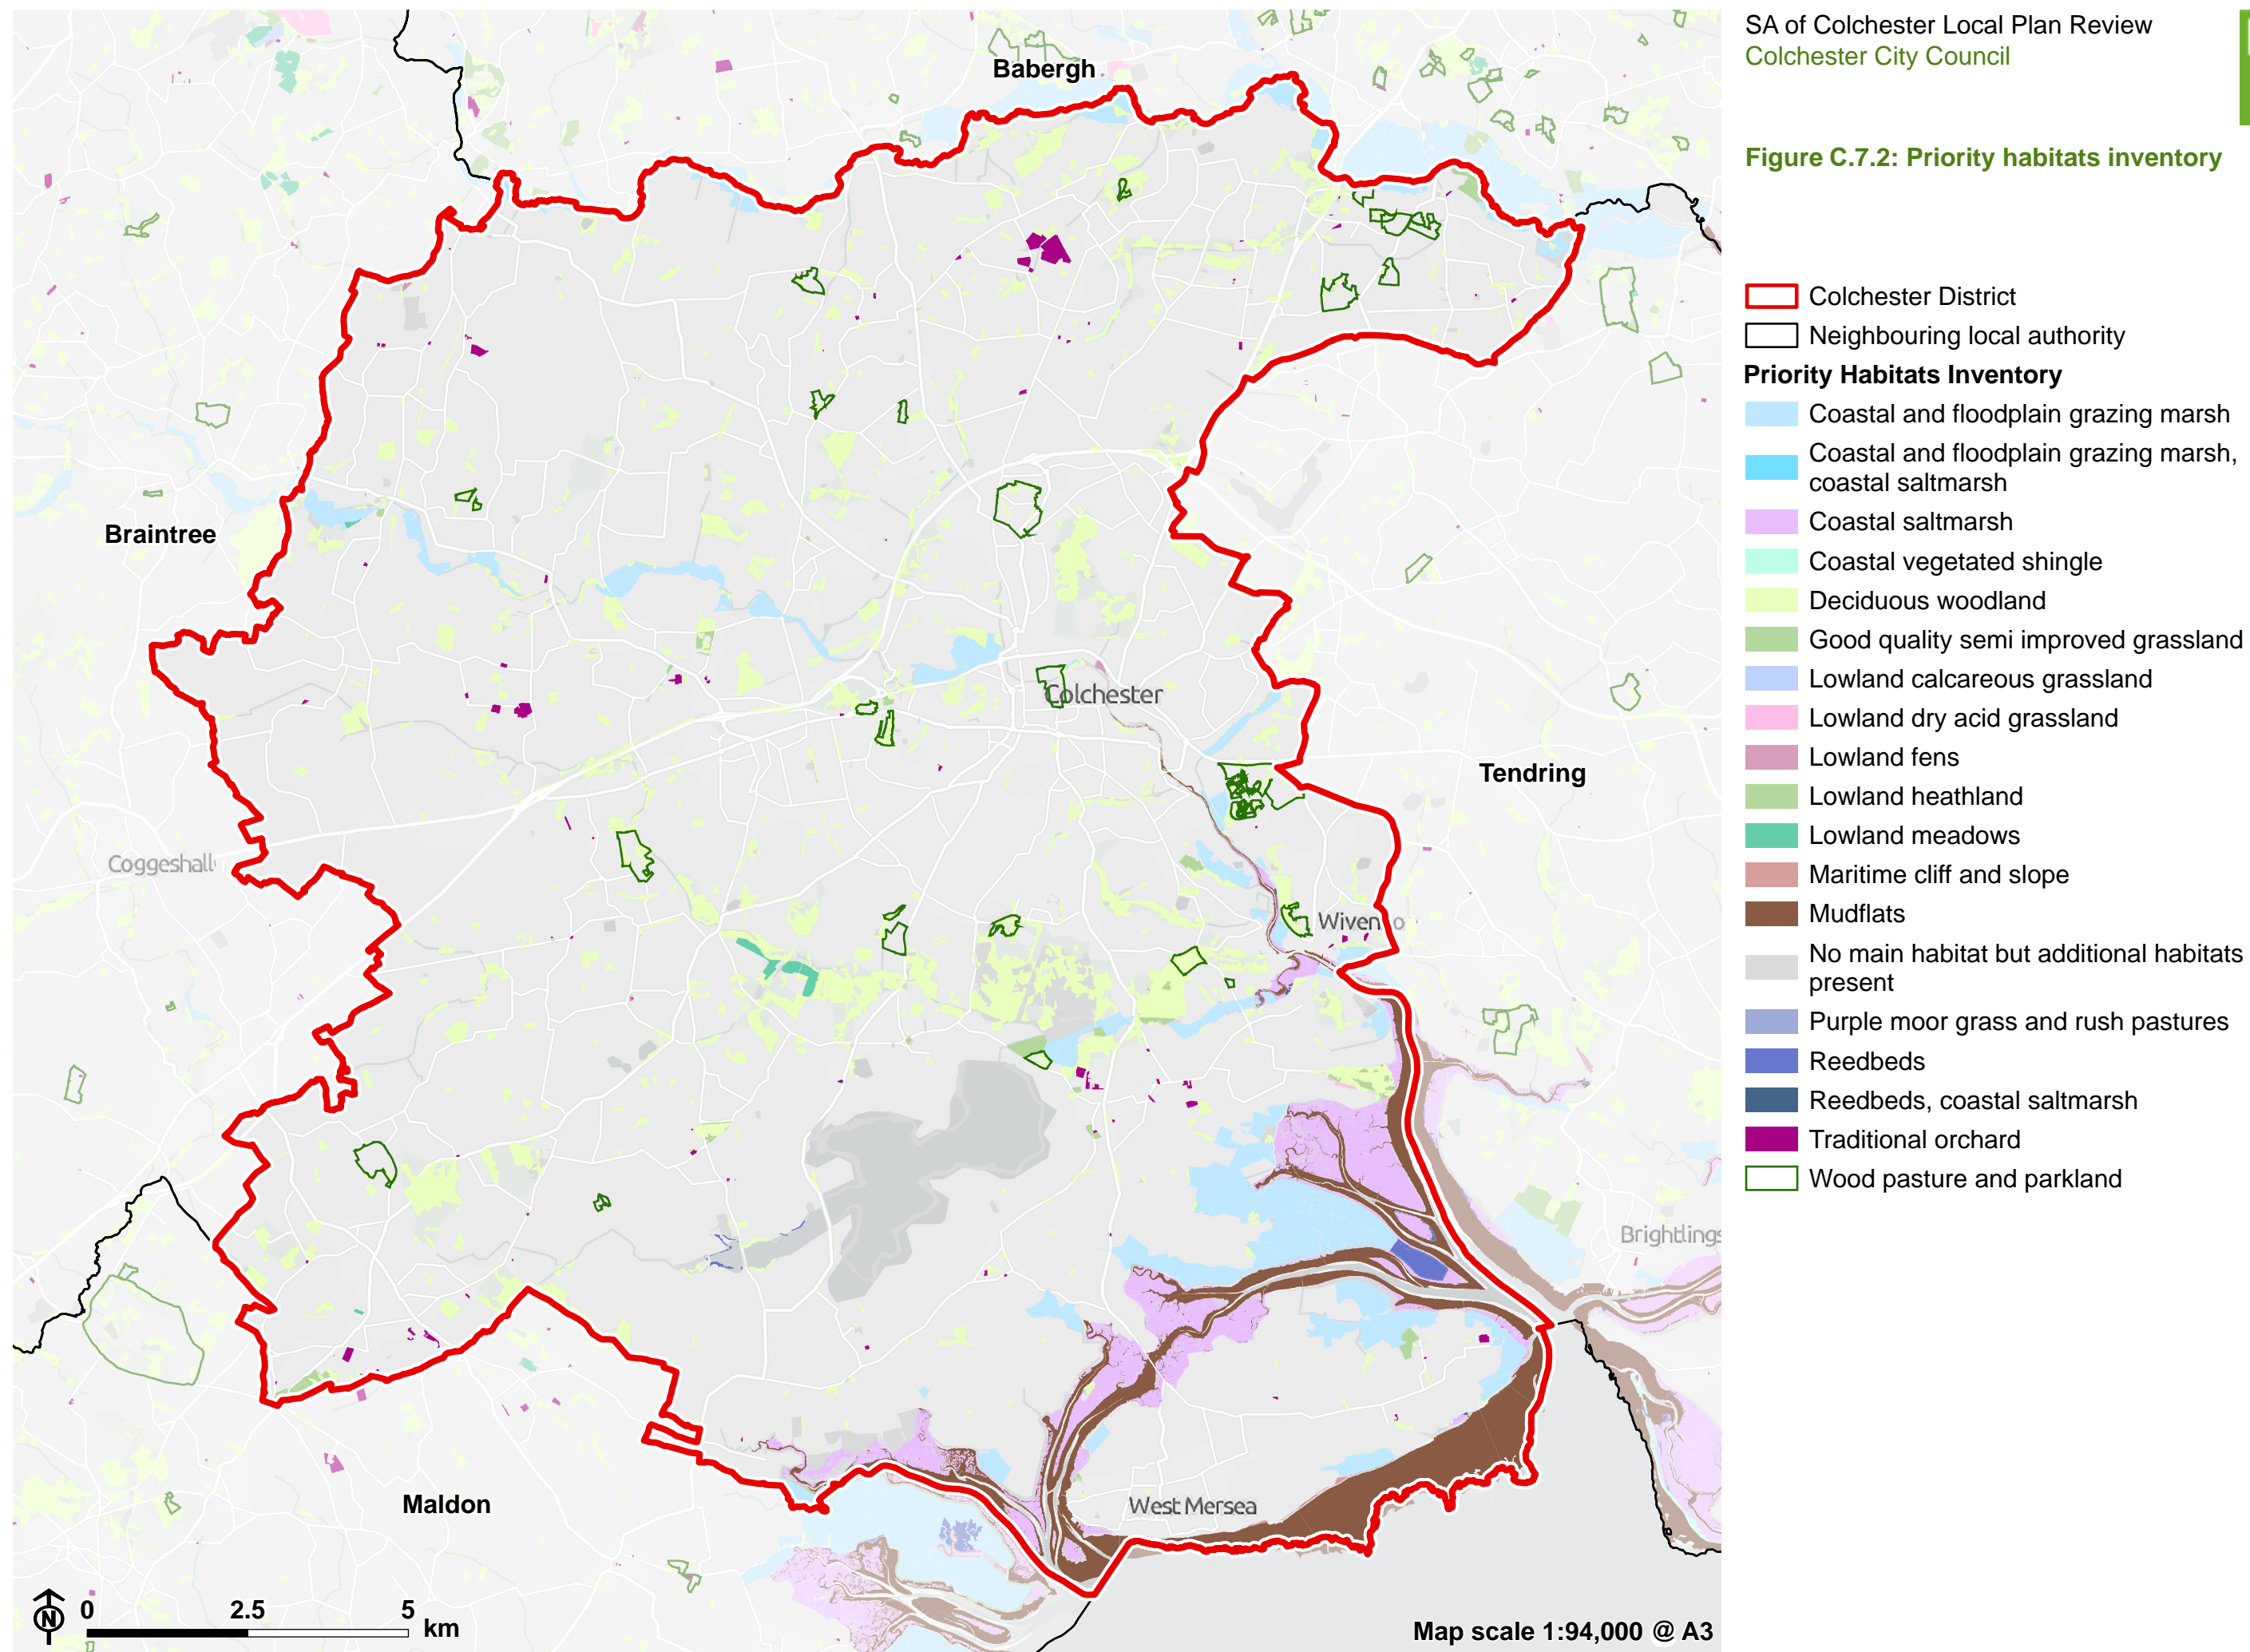 SA of Colchester Local Plan Review
Colchester City Council
Figure C.7.2: Priority habitats inventory
Colchester District
Neighbouring local authority
Priority Habitats Inventory
Coastal and floodplain grazing marsh
Coastal and floodplain grazing marsh,
coastal saltmarsh
Coastal saltmarsh
Coastal vegetated shingle
Deciduous woodland
Good quality semi improved grassland
Lowland calcareous grassland
Lowland dry acid grassland
Lowland fens
Lowland heathland
Lowland meadows
Maritime cliff and slope
Mudflats
No main habitat but additional habitats
present
Purple moor grass and rush pastures
Reedbeds
Reedbeds, coastal saltmarsh
Traditional orchard
Wood pasture and parkland
Babergh
Braintree
Colchester
Tendring
Coggeshall
Wiven o
Brightlings
West Mersea
Maldon
N
0 2.5 5 km
Map scale 1:94,000 @ A3